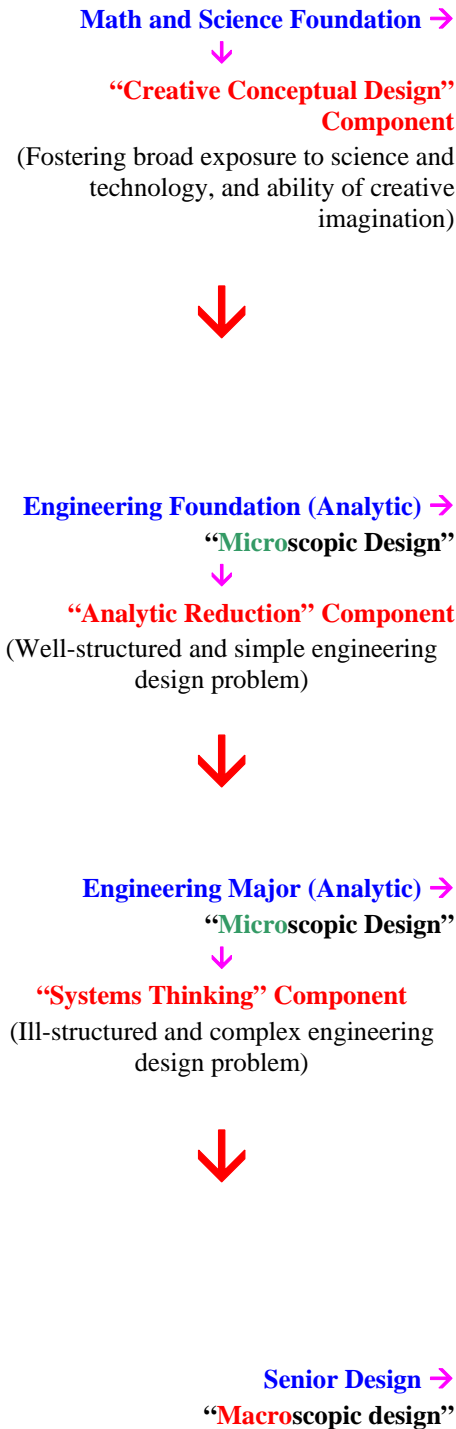 Math and Science Foundation →
↓
“Creative Conceptual Design”
Component
(Fostering broad exposure to science and
technology, and ability of creative
imagination)
↓
Engineering Foundation (Analytic) →
“Microscopic Design”
↓
“Analytic Reduction” Component
(Well-structured and simple engineering
design problem)
↓
Engineering Major (Analytic) →
“Microscopic Design”
↓
“Systems Thinking” Component
(Ill-structured and complex engineering
design problem)
↓
Senior Design →
“Macroscopic design”